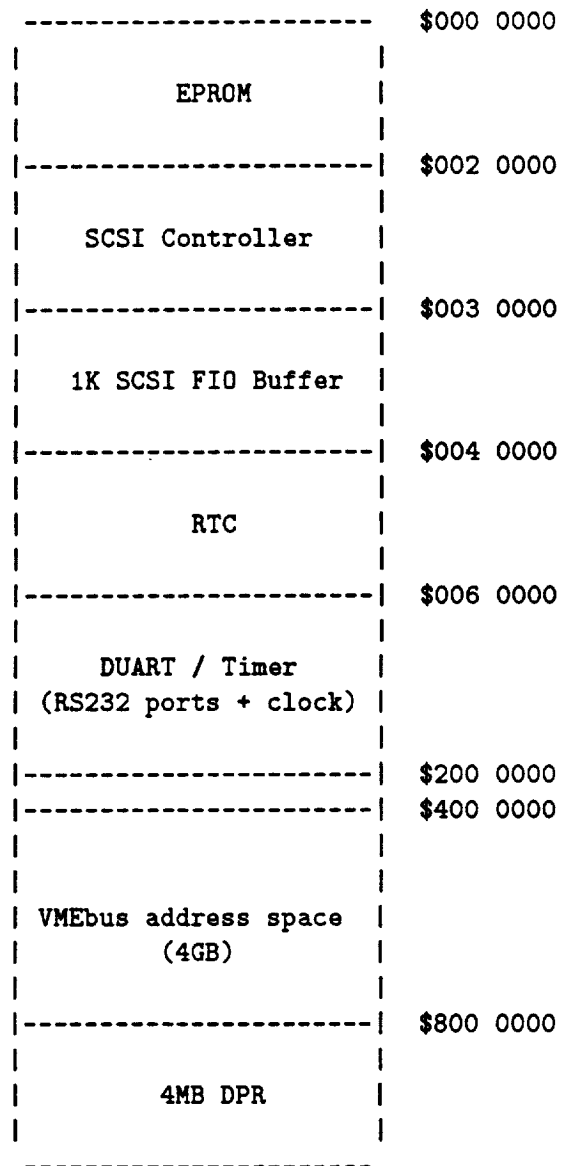 $000 0000
EPROM
$002 0000
SCSI Controller
$003 0000
1K SCSI FIO Buffer
$004 0000
RTC
$006 0000
DUART / Timer
(RS232 ports + clock)
$200 0000
$400 0000
VMEbus address space
(4GB)
$800 0000
4MB DPR